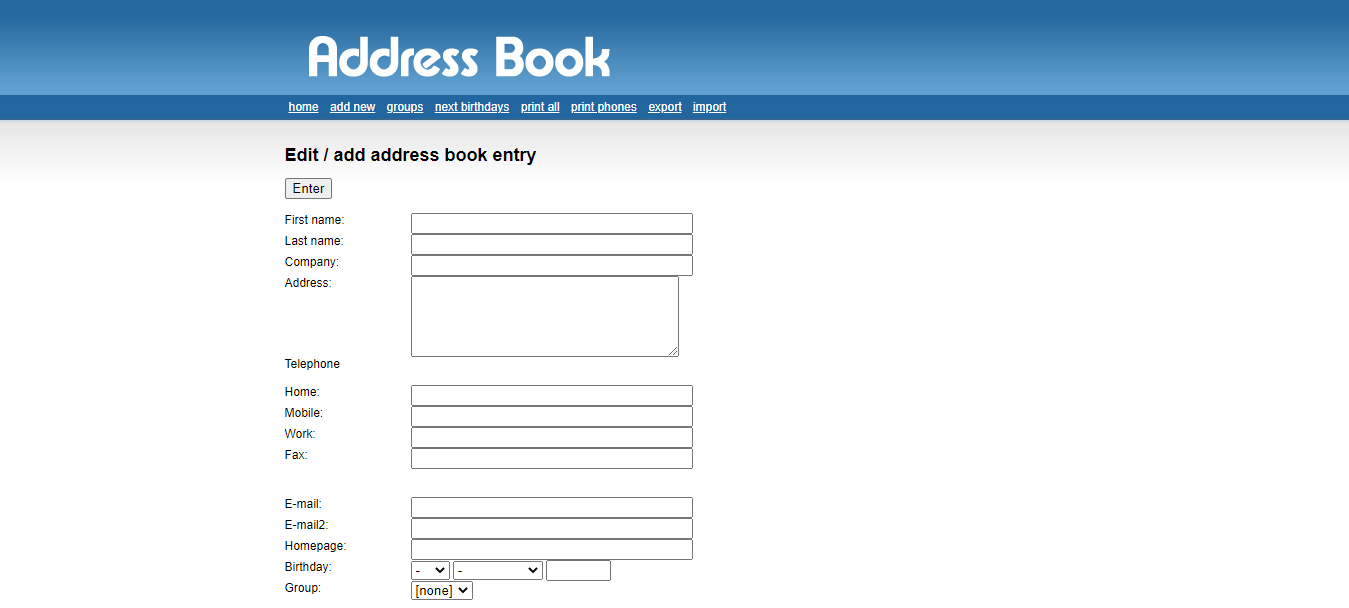 Address Book
home add new groups next birthdays print all print phones export import
Edit / add address book entry
Enter
First name:
Last name:
Company:
Address:
Telephone
Home:
Mobile:
Work:
Fax:
E-mail:
E-mail2:
Homepage:
Birthday: - -
Group: [none]